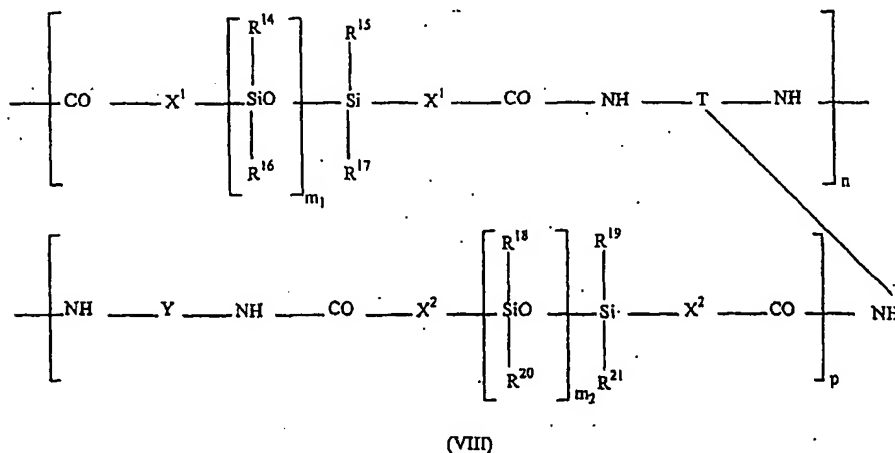 R¹⁴ R¹⁵
CO X¹ SiO Si X¹ CO NH T NH
R¹⁶ R¹⁷
m₁ n
R¹⁸ R¹⁹
NH Y NH CO X² SiO Si X² CO NH
R²⁰ R²¹
m₂ p
(VIII)